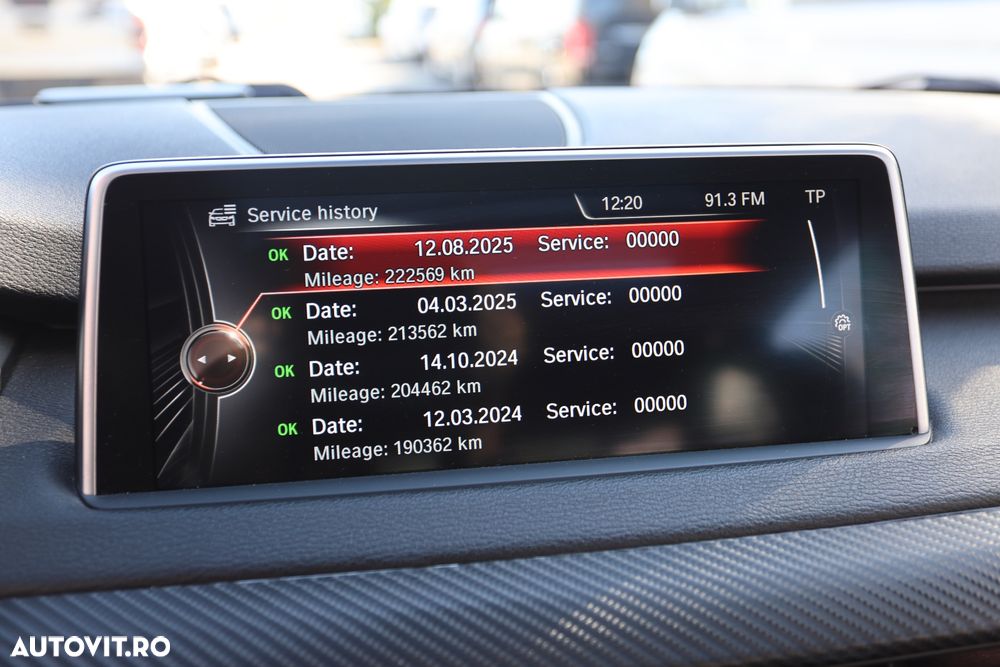 Service history 12:20 91.3 FM TP
OK Date: 12.08.2025 Service: 00000
Mileage: 222569 km
OK Date: 04.03.2025 Service: 00000
Mileage: 213562 km
OK Date: 14.10.2024 Service: 00000
Mileage: 204462 km
OK Date: 12.03.2024 Service: 00000
Mileage: 190362 km
OPT
AUTOVIT.RO